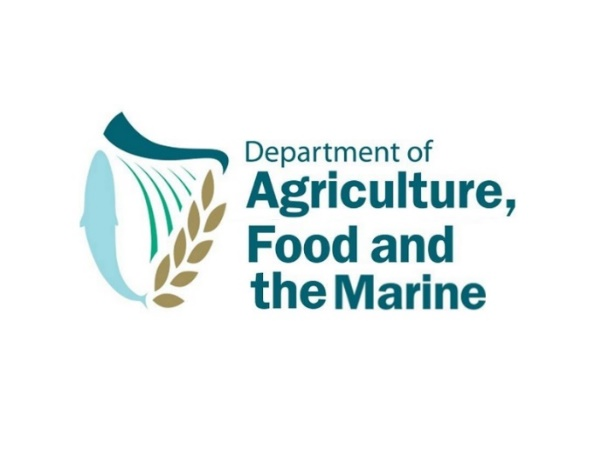 Department of
Agriculture,
Food and
the Marine